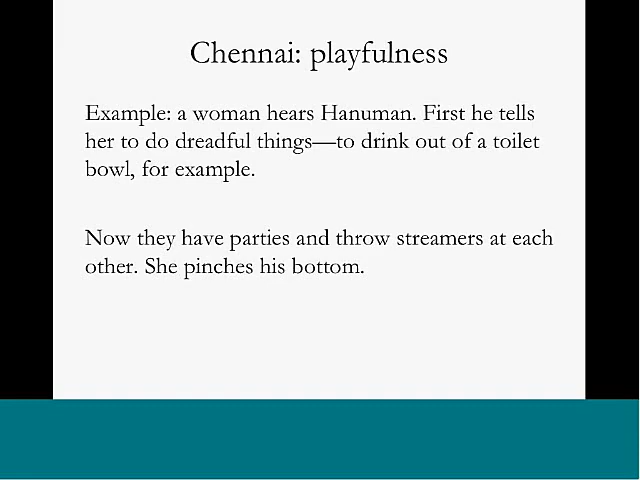 Chennai: playfulness
Example: a woman hears Hanuman. First he tells
her to do dreadful things—to drink out of a toilet
bowl, for example.
Now they have parties and throw streamers at each
other. She pinches his bottom.